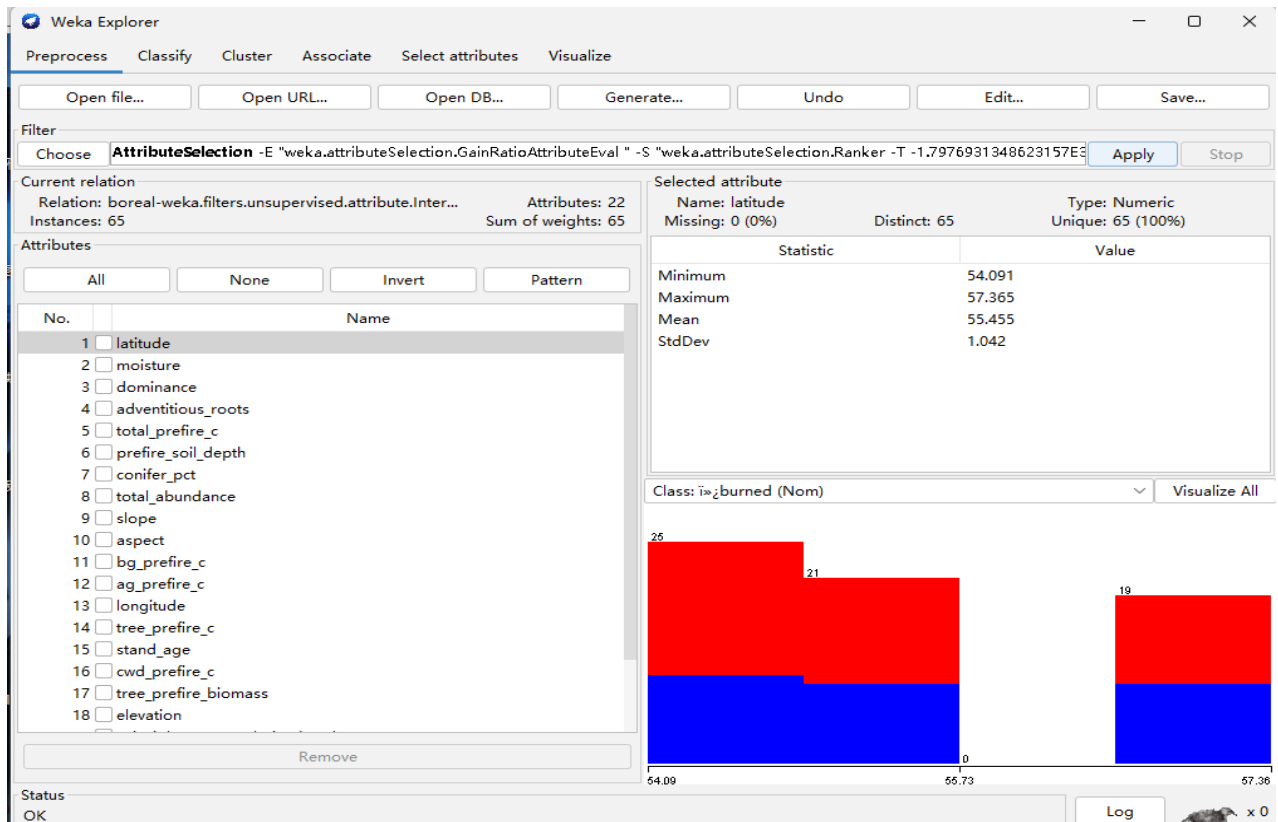 Weka Explorer
Preprocess Classify Cluster Associate Select attributes Visualize
Open file... Open URL... Open DB... Generate... Undo Edit... Save...
Filter
Choose AttributeSelection -E "weka.attributeSelection.GainRatioAttributeEval " -S "weka.attributeSelection.Ranker -T -1.7976931348623157E3 Apply Stop
Current relation
Relation: boreal-weka.filters.unsupervised.attribute.Inter... Attributes: 22
Instances: 65 Sum of weights: 65
Attributes
All None Invert Pattern
No. Name
1 latitude
2 moisture
3 dominance
4 adventitious_roots
5 total_prefire_c
6 prefire_soil_depth
7 conifer_pct
8 total_abundance
9 slope
10 aspect
11 bg_prefire_c
12 ag_prefire_c
13 longitude
14 tree_prefire_c
15 stand_age
16 cwd_prefire_c
17 tree_prefire_biomass
18 elevation
Remove
Selected attribute
Name: latitude Type: Numeric
Missing: 0 (0%) Distinct: 65 Unique: 65 (100%)
Statistic Value
Minimum 54.091
Maximum 57.365
Mean 55.455
StdDev 1.042
Class: ï»¿burned (Nom) Visualize All
25
21
0
19
54.09 55.73 57.36
Status
OK Log x 0